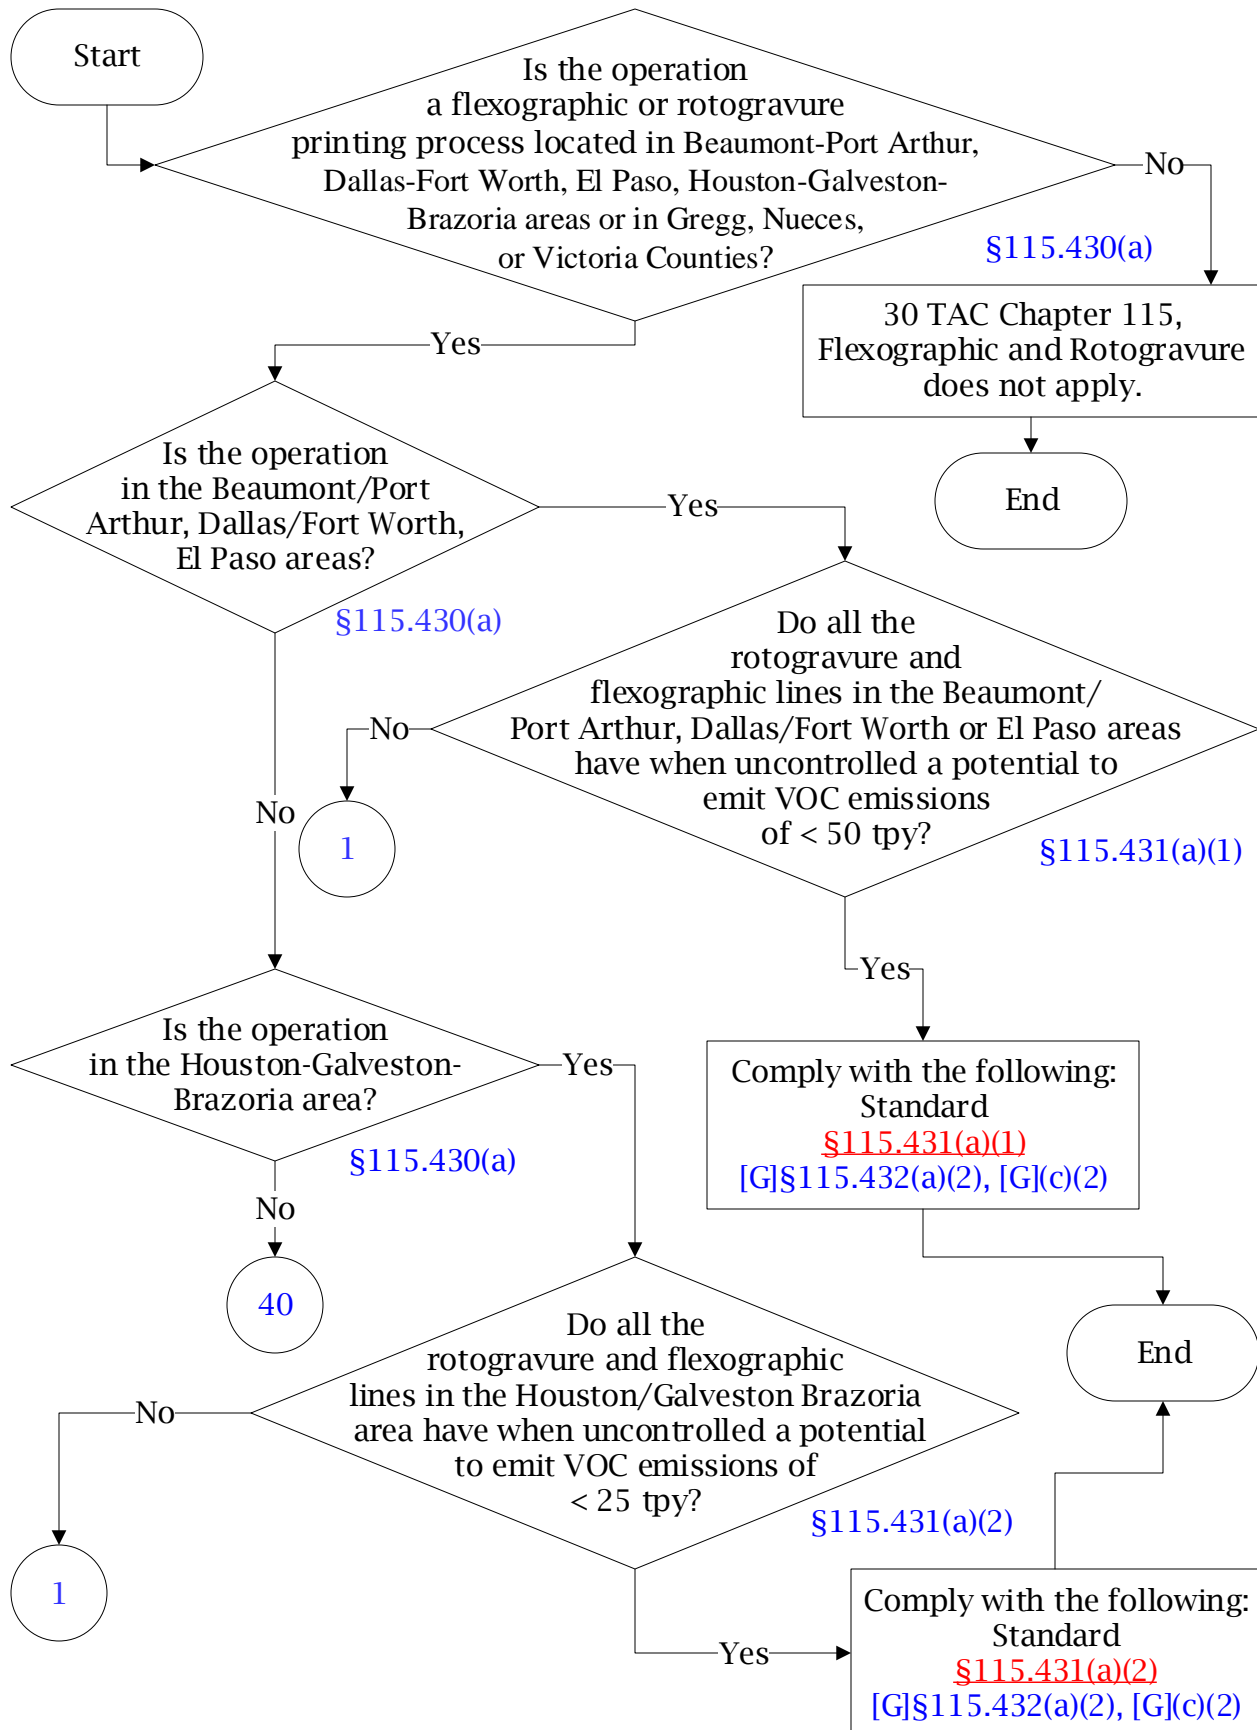 Start
Is the operation
a flexographic or rotogravure
printing process located in Beaumont-Port Arthur,
Dallas-Fort Worth, El Paso, Houston-Galveston-
Brazoria areas or in Gregg, Nueces,
or Victoria Counties?
No
§115.430(a)
30 TAC Chapter 115,
Flexographic and Rotogravure
does not apply.
End
Yes
Is the operation
in the Beaumont/Port
Arthur, Dallas/Fort Worth,
El Paso areas?
§115.430(a)
Yes
Do all the
rotogravure and
flexographic lines in the Beaumont/
Port Arthur, Dallas/Fort Worth or El Paso areas
have when uncontrolled a potential to
emit VOC emissions
of < 50 tpy?
§115.431(a)(1)
No
1
No
Yes
Comply with the following:
Standard
§115.431(a)(1)
[G]§115.432(a)(2), [G](c)(2)
Is the operation
in the Houston-Galveston-
Brazoria area?
§115.430(a)
Yes
No
40
End
Do all the
rotogravure and flexographic
lines in the Houston/Galveston Brazoria
area have when uncontrolled a potential
to emit VOC emissions of
< 25 tpy?
§115.431(a)(2)
No
1
Yes
Comply with the following:
Standard
§115.431(a)(2)
[G]§115.432(a)(2), [G](c)(2)